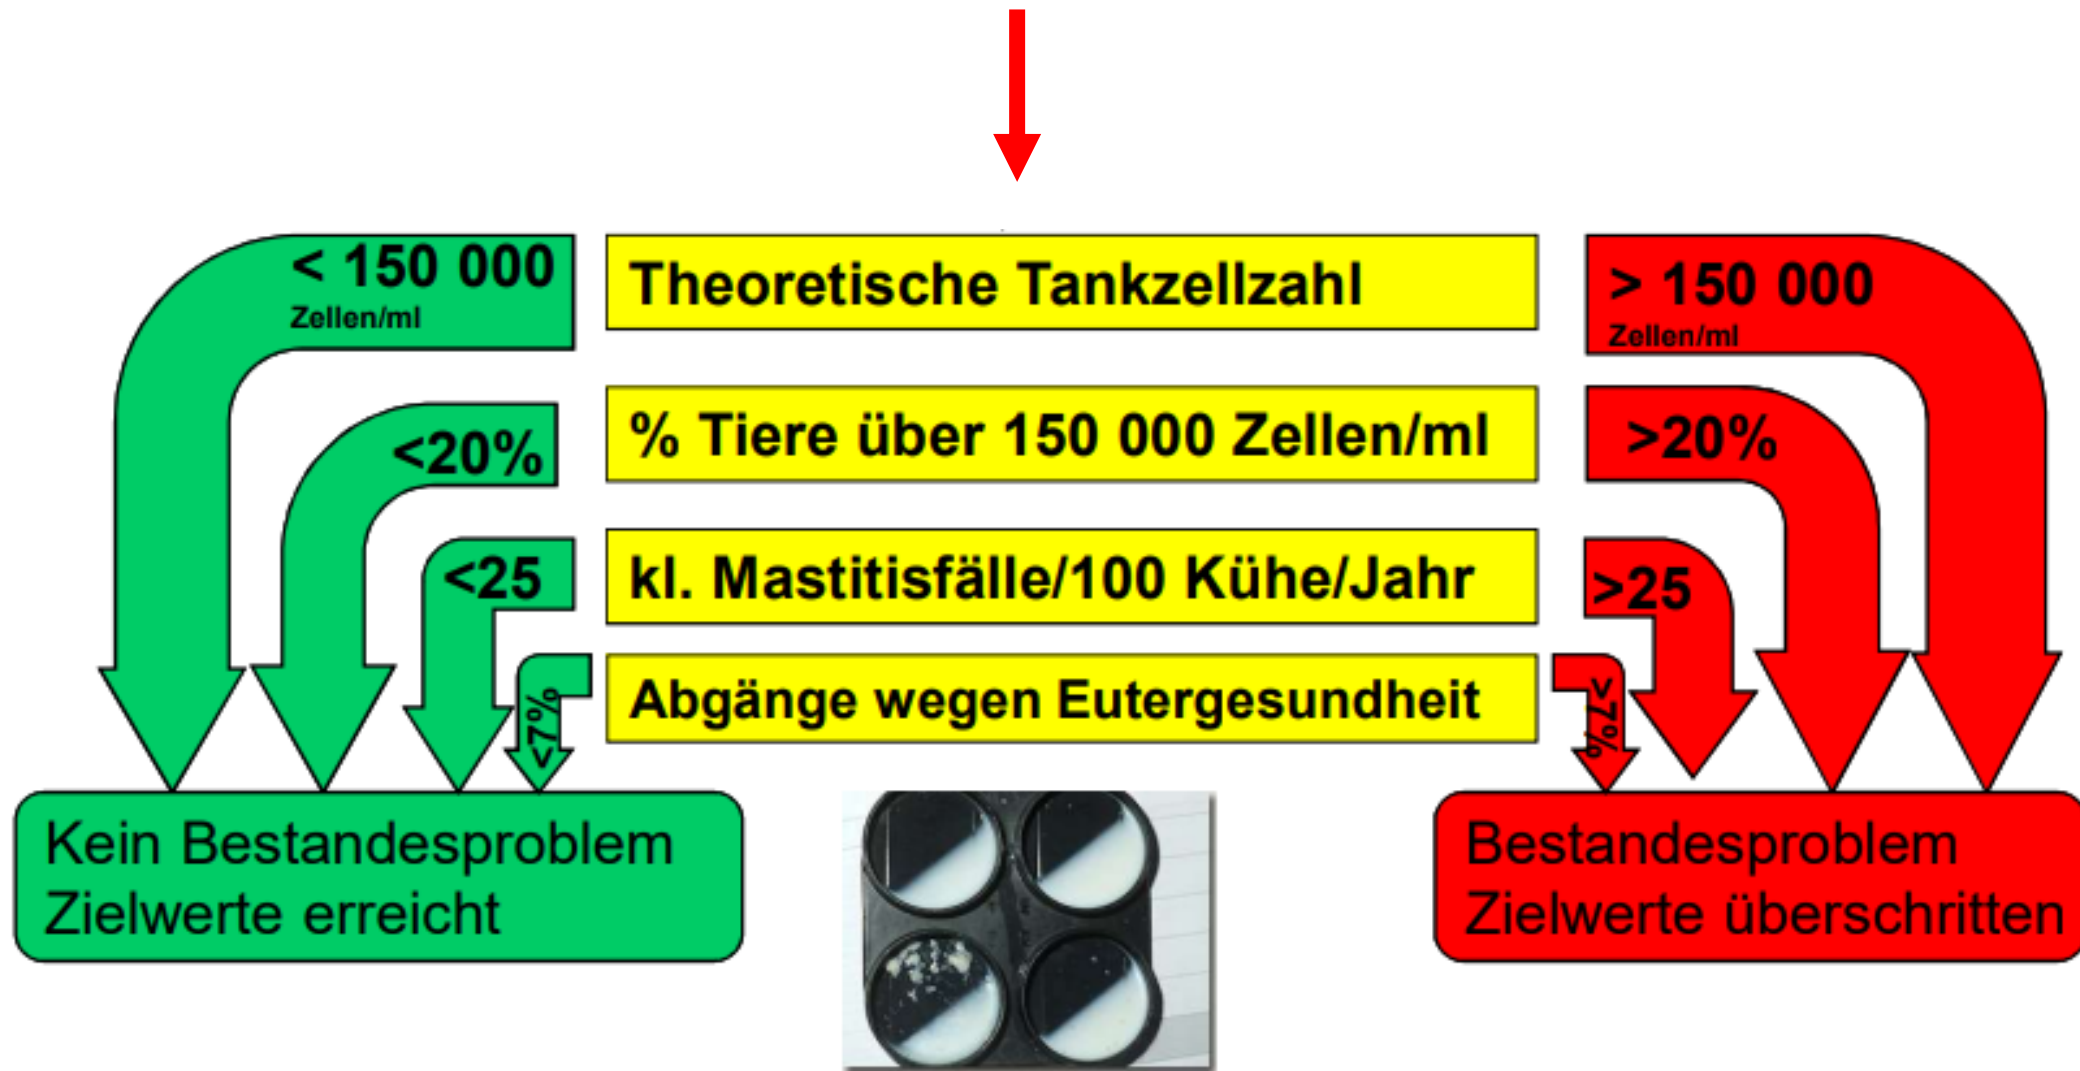 < 150 000
Zellen/ml
Theoretische Tankzellzahl
> 150 000
Zellen/ml
<20%
% Tiere über 150 000 Zellen/ml
>20%
<25
kl. Mastitisfälle/100 Kühe/Jahr
>25
<7%
Abgänge wegen Eutergesundheit
>7%
Kein Bestandesproblem
Zielwerte erreicht
Bestandesproblem
Zielwerte überschritten